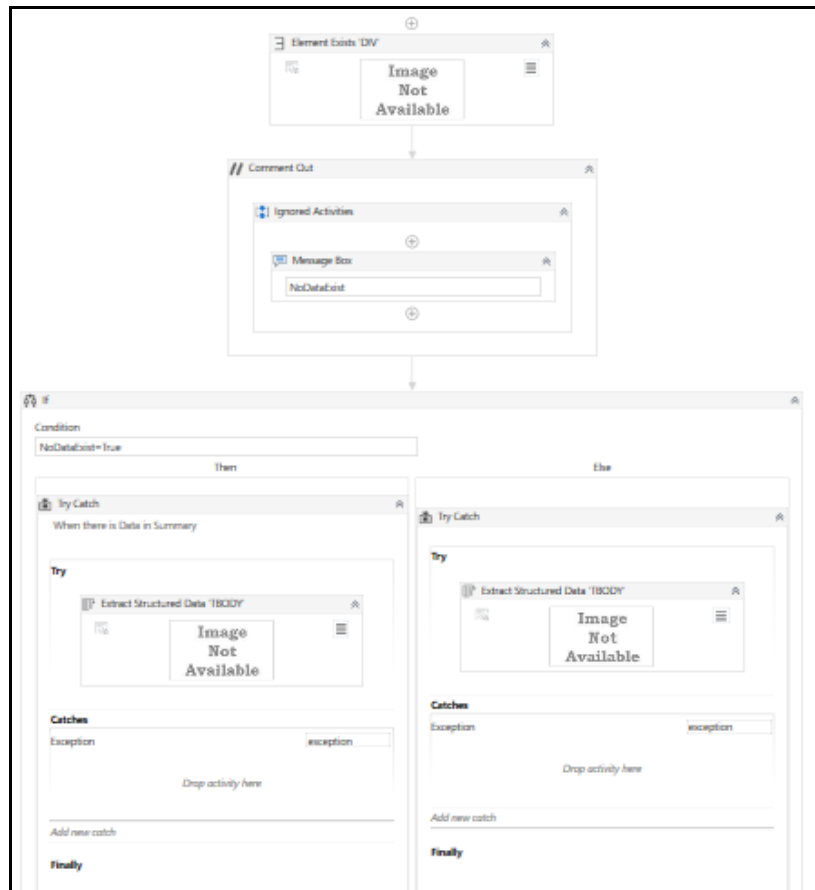 Element Exists 'DIV'
Image
Not
Available
// Comment Out
Ignored Activities
Message Box
NoDataExist
If
Condition
NoDataExist=True
Then
Else
Try Catch
When there is Data in Summary
Try
Extract Structured Data 'TBODY'
Image
Not
Available
Catches
Exception
exception
Drop activity here
Add new catch
Finally
Try Catch
Try
Extract Structured Data 'TBODY'
Image
Not
Available
Catches
Exception
exception
Drop activity here
Add new catch
Finally